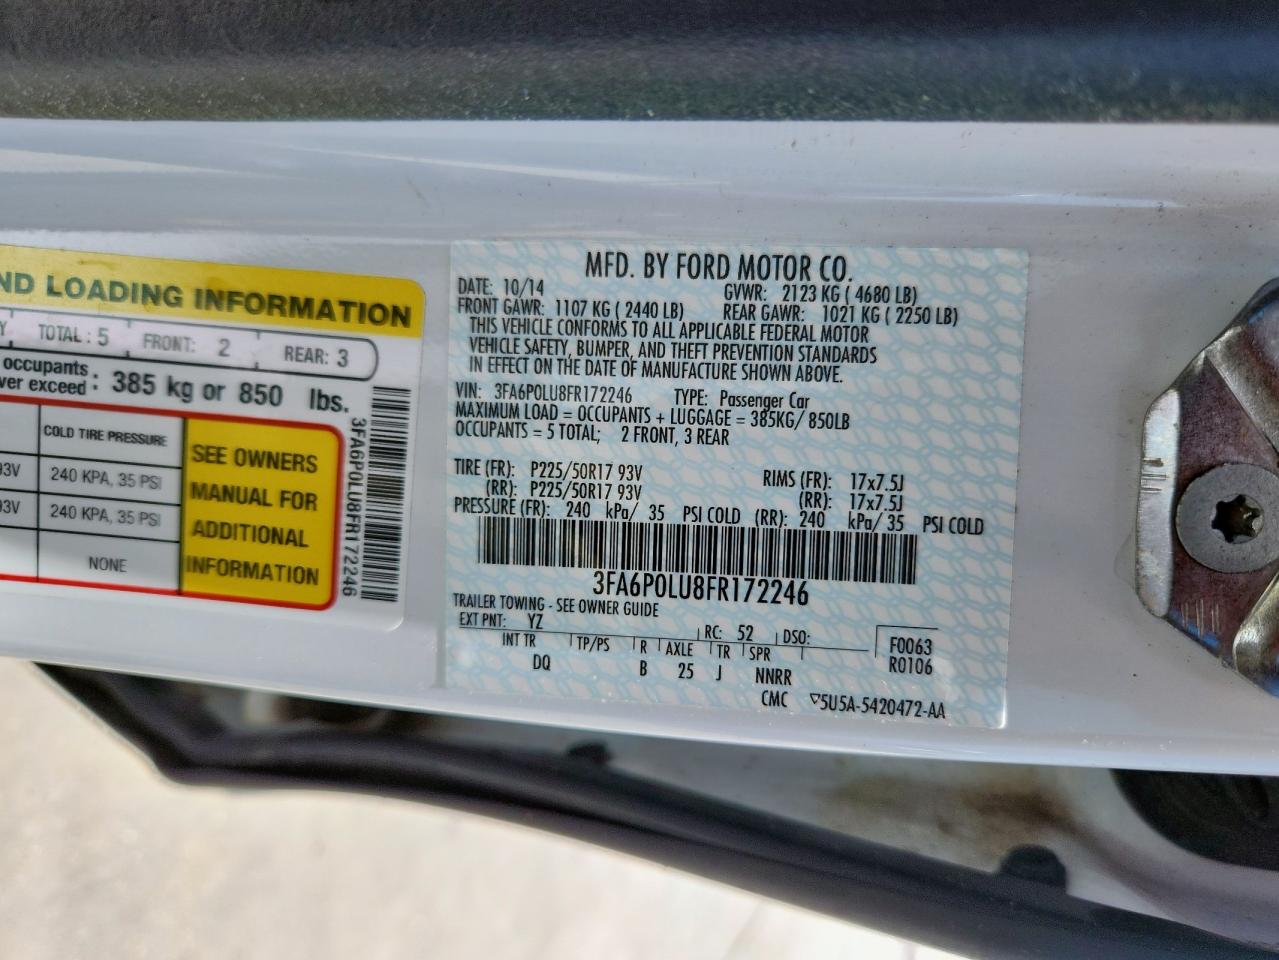 ND LOADING INFORMATION
Y TOTAL : 5 FRONT: 2 REAR: 3
occupants
ver exceed : 385 kg or 850 lbs.
COLD TIRE PRESSURE
93V 240 KPA, 35 PSI
93V 240 KPA, 35 PSI
NONE
SEE OWNERS
MANUAL FOR
ADDITIONAL
INFORMATION
3FA6P0LU8FR172246
MFD. BY FORD MOTOR CO.
DATE: 10/14 GVWR: 2123 KG ( 4680 LB)
FRONT GAWR: 1107 KG ( 2440 LB) REAR GAWR: 1021 KG ( 2250 LB)
THIS VEHICLE CONFORMS TO ALL APPLICABLE FEDERAL MOTOR
VEHICLE SAFETY, BUMPER, AND THEFT PREVENTION STANDARDS
IN EFFECT ON THE DATE OF MANUFACTURE SHOWN ABOVE.
VIN: 3FA6P0LU8FR172246 TYPE: Passenger Car
MAXIMUM LOAD = OCCUPANTS + LUGGAGE = 385KG/ 850LB
OCCUPANTS = 5 TOTAL; 2 FRONT, 3 REAR
TIRE (FR): P225/50R17 93V RIMS (FR): 17x7.5J
(RR): P225/50R17 93V (RR): 17x7.5J
PRESSURE (FR): 240 kPa/ 35 PSI COLD (RR): 240 kPa/ 35 PSI COLD
3FA6P0LU8FR172246
TRAILER TOWING - SEE OWNER GUIDE
EXT PNT: YZ RC: 52 DSO: F0063
INT TR TP/PS R AXLE TR SPR R0106
DQ B 25 J NNRR
CMC ▽5U5A-5420472-AA